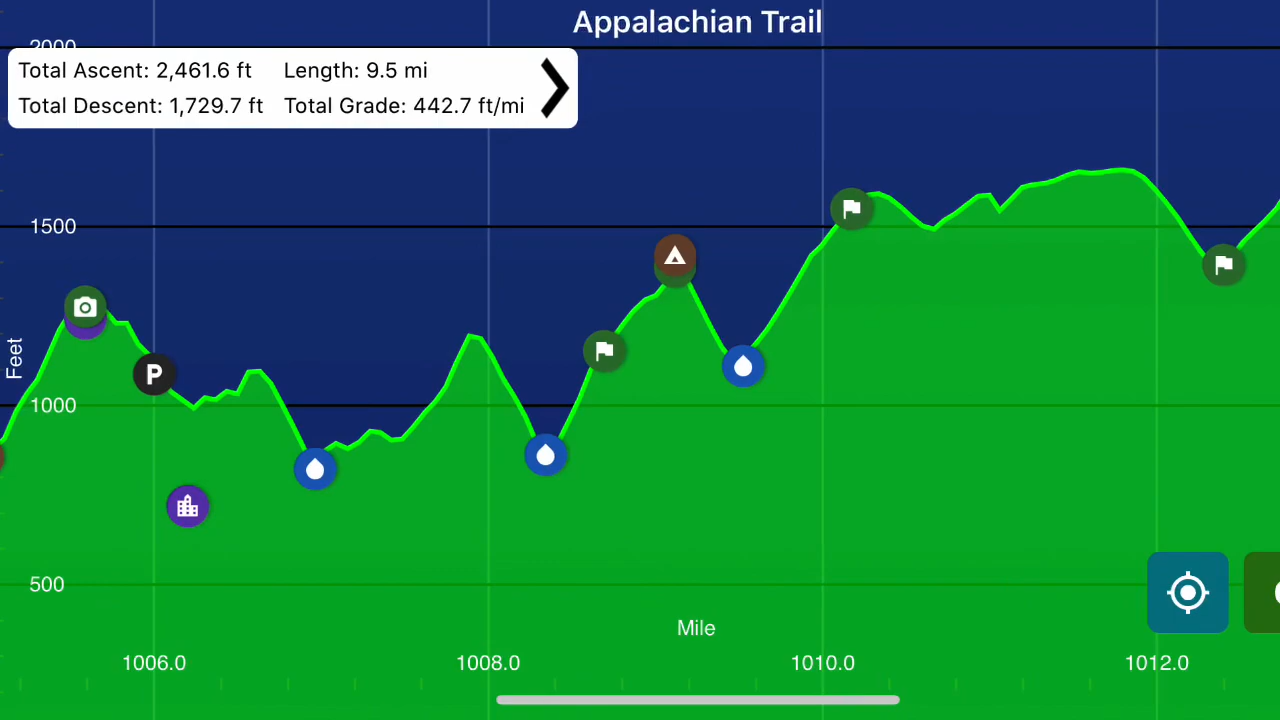 Appalachian Trail
2000
Total Ascent: 2,461.6 ft Length: 9.5 mi
Total Descent: 1,729.7 ft Total Grade: 442.7 ft/mi
1500
Feet
P
1000
500
Mile
1006.0 1008.0 1010.0 1012.0